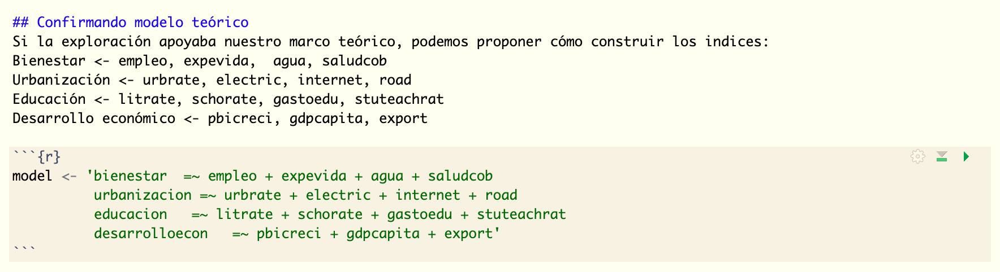 ## Confirmando modelo teórico
Si la exploración apoyaba nuestro marco teórico, podemos proponer cómo construir los indices:
Bienestar <- empleo, expevida,  agua, saludcob
Urbanización <- urbrate, electric, internet, road
Educación <- litrate, schorate, gastoedu, stuteachrat
Desarrollo económico <- pbicreci, gdpcapita, export
```{r}
model <- 'bienestar  =~ empleo + expevida + agua + saludcob
          urbanizacion =~ urbrate + electric + internet + road
          educacion   =~ litrate + schorate + gastoedu + stuteachrat
          desarrolloecon   =~ pbicreci + gdpcapita + export'
```